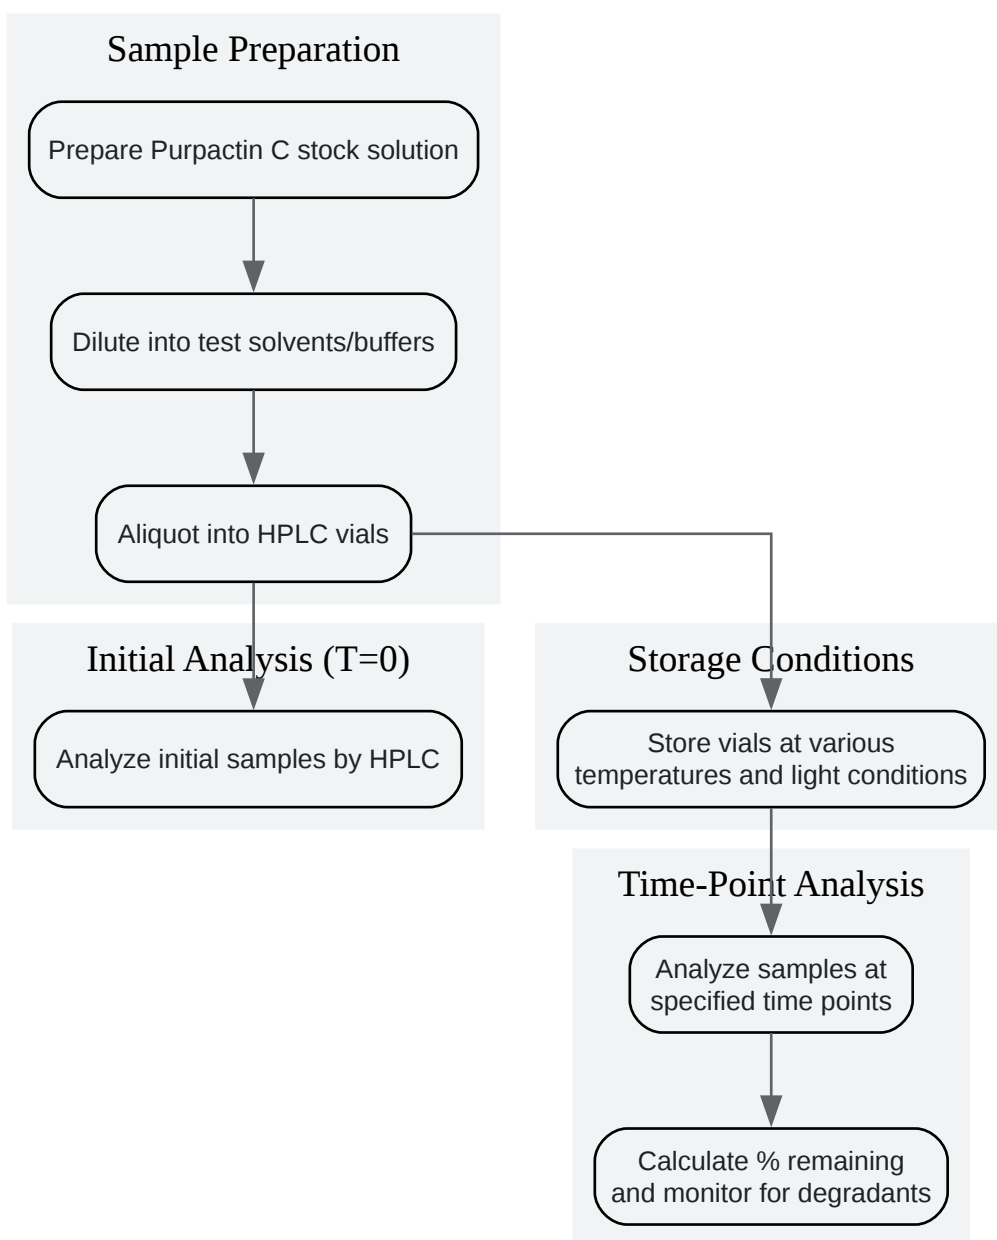 Sample Preparation
Prepare Purpactin C stock solution
Dilute into test solvents/buffers
Aliquot into HPLC vials
Initial Analysis (T=0)
Analyze initial samples by HPLC
Storage Conditions
Store vials at various
temperatures and light conditions
Time-Point Analysis
Analyze samples at
specified time points
Calculate % remaining
and monitor for degradants